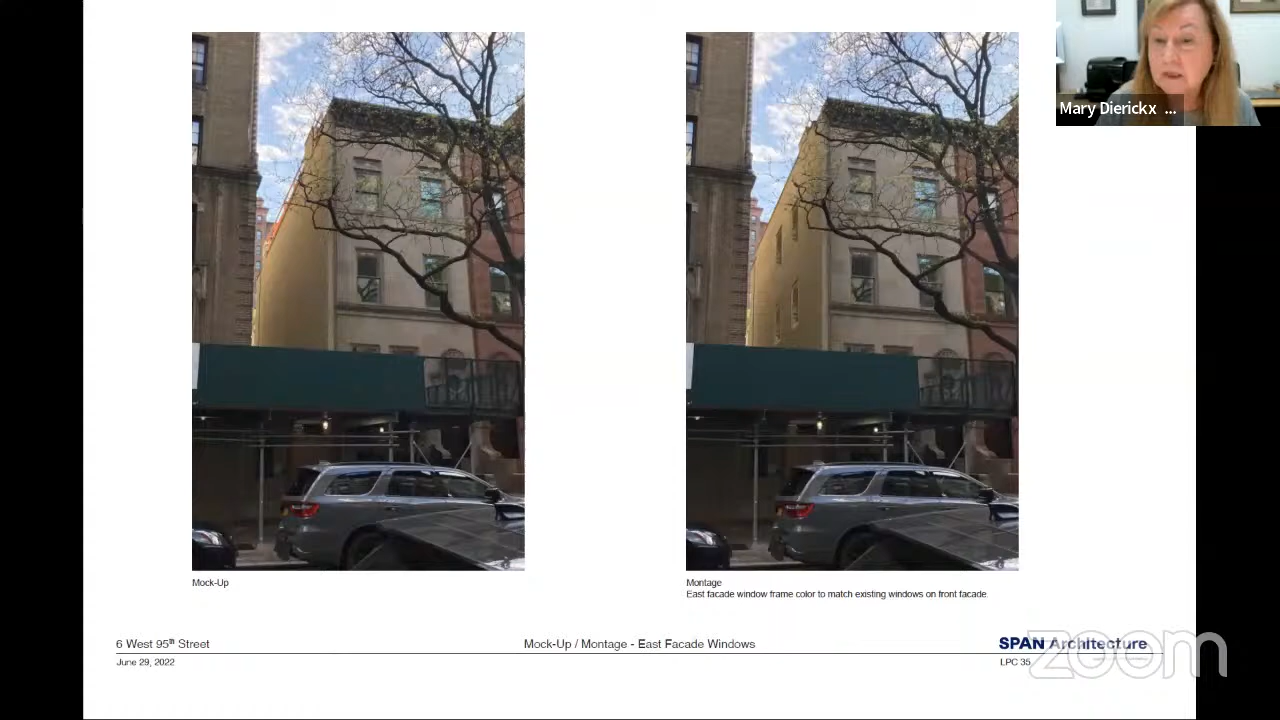 Mary Dierickx ...
Mock-Up
Montage
East facade window frame color to match existing windows on front facade
6 West 95th Street
Mock-Up / Montage - East Facade Windows
SPAN Architecture
June 29, 2022
LPC 35
zoom